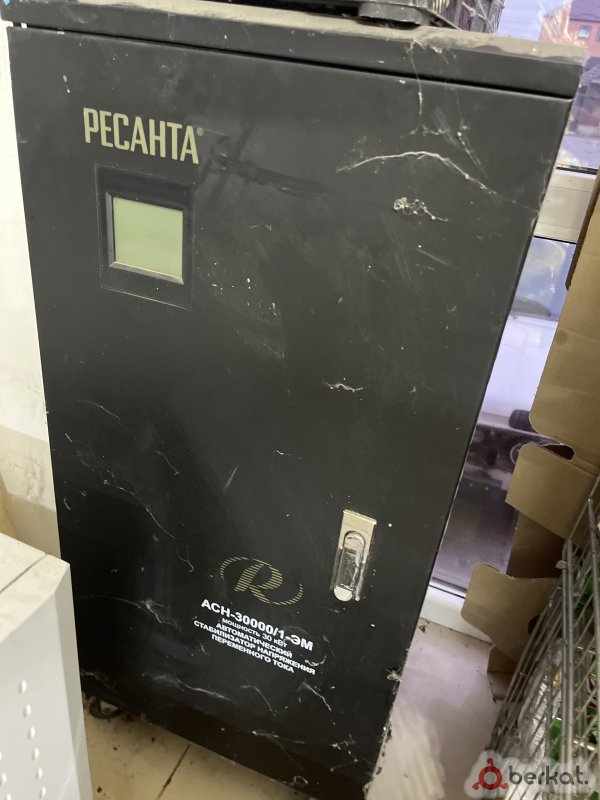 РЕСАНТА®
R
АСН-30000/1-ЭМ
МОЩНОСТЬ 30 кВт
АВТОМАТИЧЕСКИЙ
СТАБИЛИЗАТОР НАПРЯЖЕНИЯ
ПЕРЕМЕННОГО ТОКА
berkat.